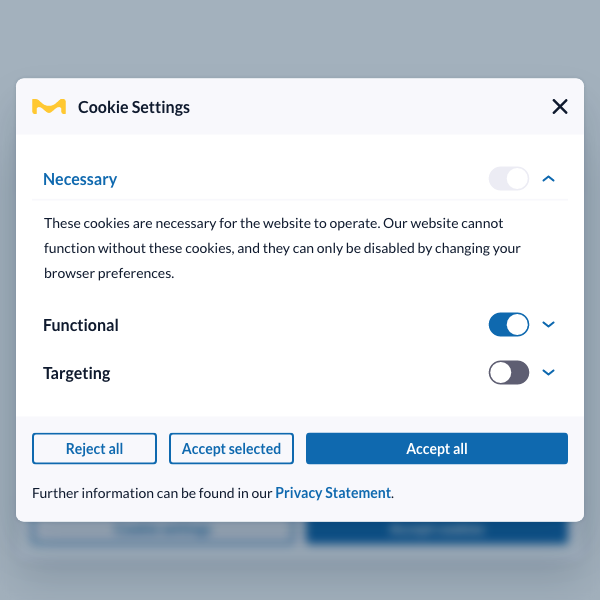 Cookie Settings
Necessary
These cookies are necessary for the website to operate. Our website cannot
function without these cookies, and they can only be disabled by changing your
browser preferences.
Functional
Targeting
Reject all
Accept selected
Accept all
Further information can be found in our Privacy Statement.